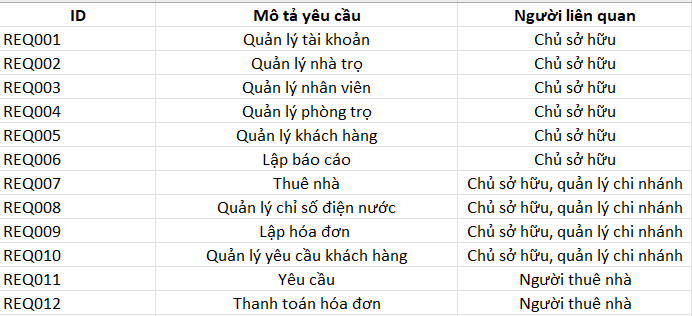 ID Mô tả yêu cầu Người liên quan
REQ001 Quản lý tài khoản Chủ sở hữu
REQ002 Quản lý nhà trọ Chủ sở hữu
REQ003 Quản lý nhân viên Chủ sở hữu
REQ004 Quản lý phòng trọ Chủ sở hữu
REQ005 Quản lý khách hàng Chủ sở hữu
REQ006 Lập báo cáo Chủ sở hữu
REQ007 Thuê nhà Chủ sở hữu, quản lý chi nhánh
REQ008 Quản lý chỉ số điện nước Chủ sở hữu, quản lý chi nhánh
REQ009 Lập hóa đơn Chủ sở hữu, quản lý chi nhánh
REQ010 Quản lý yêu cầu khách hàng Chủ sở hữu, quản lý chi nhánh
REQ011 Yêu cầu Người thuê nhà
REQ012 Thanh toán hóa đơn Người thuê nhà